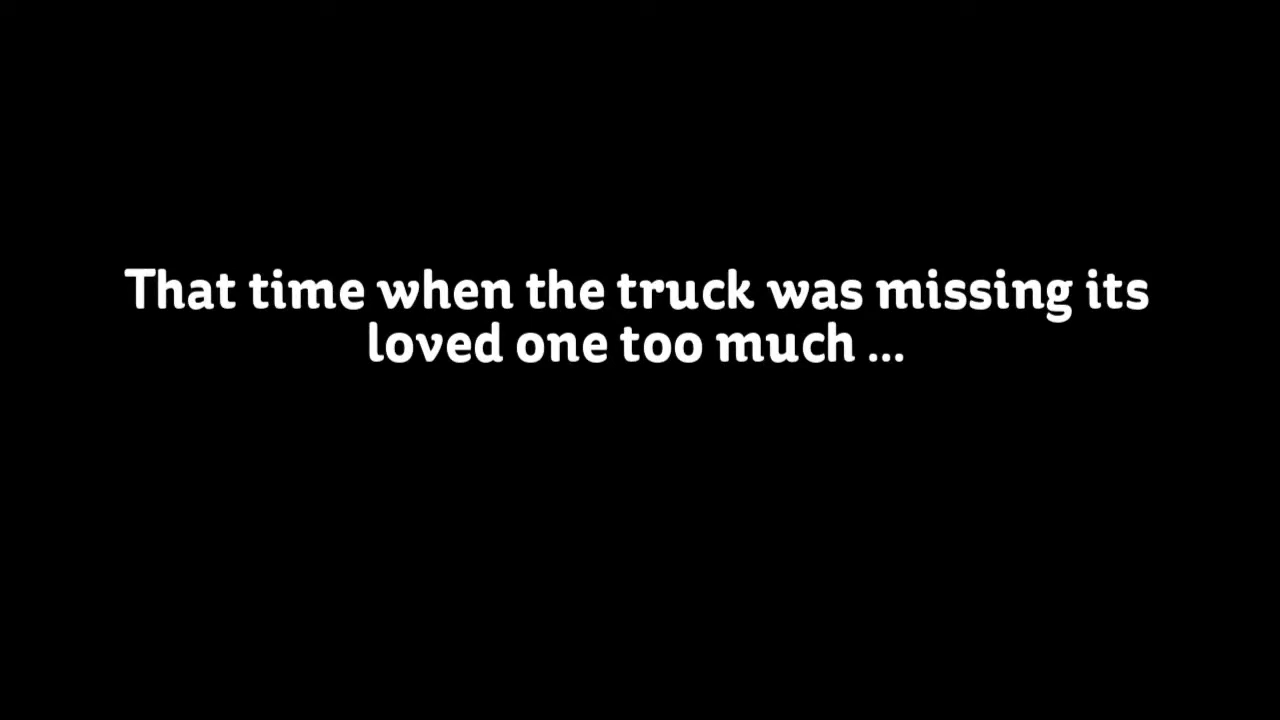 That time when the truck was missing its
loved one too much ...